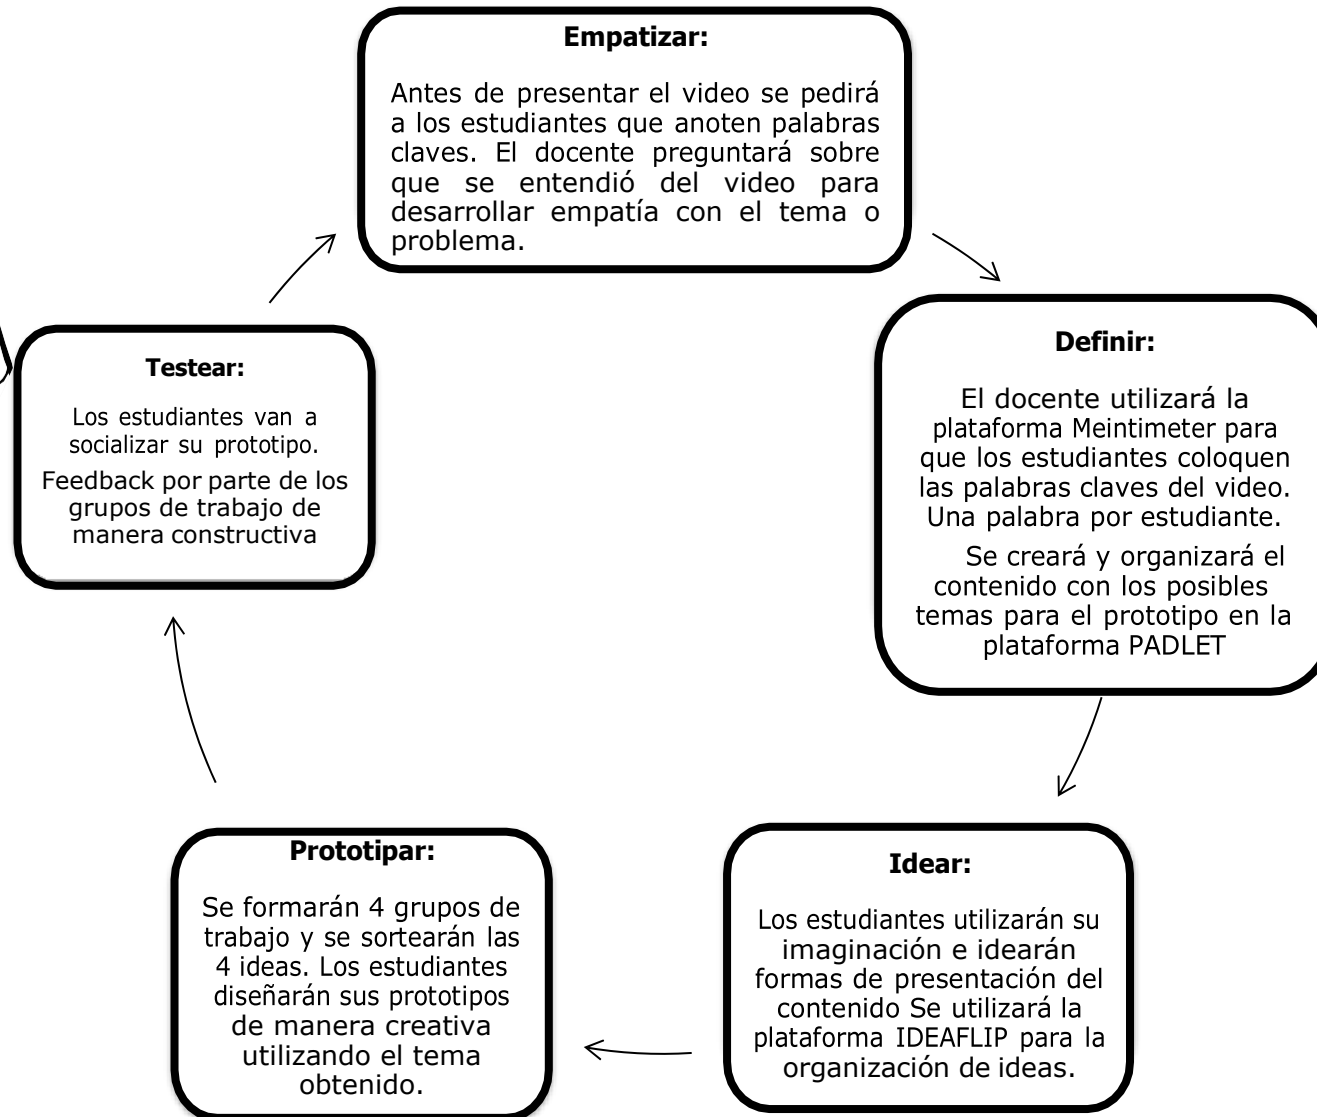 Empatizar:
Antes de presentar el video se pedirá
a los estudiantes que anoten palabras
claves. El docente preguntará sobre
que se entendió del video para
desarrollar empatía con el tema o
problema.
Definir:
El docente utilizará la
plataforma Meintimeter para
que los estudiantes coloquen
las palabras claves del video.
Una palabra por estudiante.
Se creará y organizará el
contenido con los posibles
temas para el prototipo en la
plataforma PADLET
Idear:
Los estudiantes utilizarán su
imaginación e idearán
formas de presentación del
contenido Se utilizará la
plataforma IDEAFLIP para la
organización de ideas.
Prototipar:
Se formarán 4 grupos de
trabajo y se sortearán las
4 ideas. Los estudiantes
diseñarán sus prototipos
de manera creativa
utilizando el tema
obtenido.
Testear:
Los estudiantes van a
socializar su prototipo.
Feedback por parte de los
grupos de trabajo de
manera constructiva